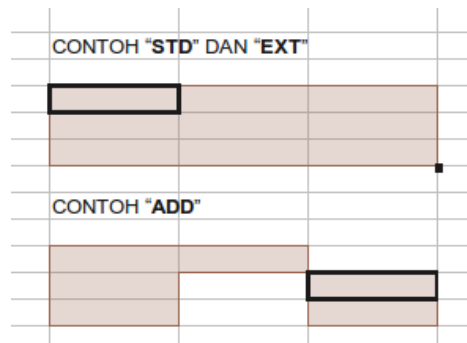 CONTOH “STD” DAN “EXT”
CONTOH “ADD”